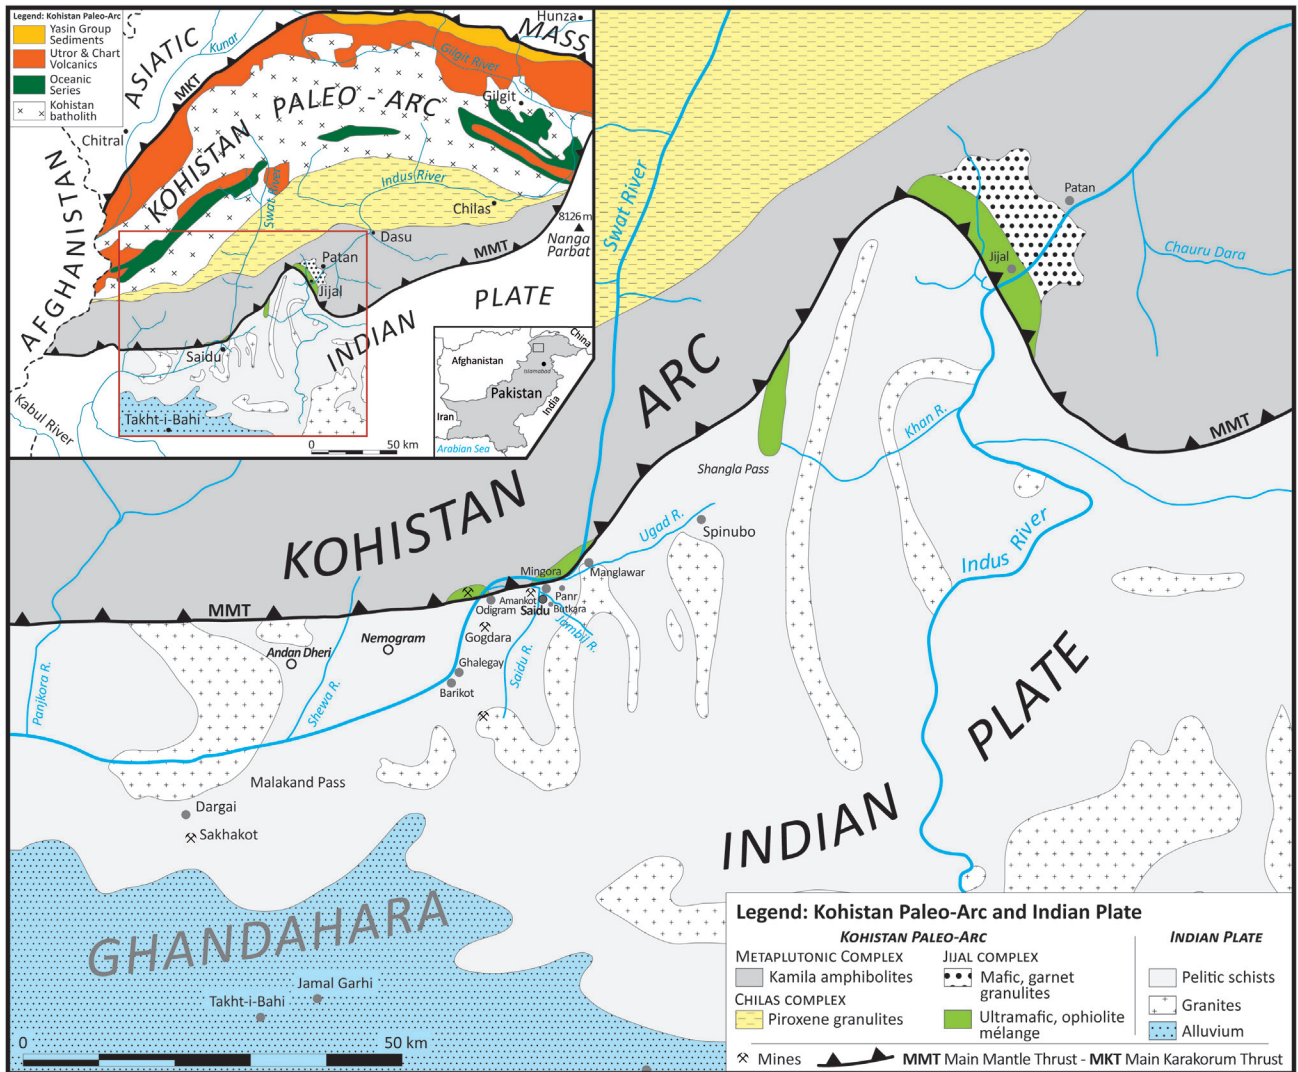 Legend: Kohistan Paleo-Arc
Yasin Group
Sediments
Utror & Chart
Volcanics
Oceanic
Series
Kohistan
batholith
ASIATIC
MASS
Hunza
Kunar
MKT
Gilgit River
Gilgit
Chitral
PALEO - ARC
KOHISTAN
AFGHANISTAN
Swat River
Indus River
Chilas
8126 m
Nanga
Parbat
Dasu
MMT
Patan
Jijal
PLATE
INDIAN
Saidu
Kabul River
Takht-i-Bahi
0
50 km
China
Afghanistan
Islamabad
Pakistan
Iran
India
Arabian Sea
Swat River
Patan
Chauru Dara
Jijal
KOHISTAN
ARC
Khan R.
MMT
Shangla Pass
Indus River
Ugad R.
Spinubo
Mingora
Manglawar
MMT
Amankot
Panr
Odigram
Saidu
Butkara
Jambil R.
Gogdara
Nemogram
Andan Dheri
Ghalegay
Saidu R.
Barikot
Panjkora R.
Shewa R.
INDIAN
PLATE
Malakand Pass
Dargai
Sakhakot
GHANDAHARA
Jamal Garhi
Takht-i-Bahi
0
50 km
Legend: Kohistan Paleo-Arc and Indian Plate
KOHISTAN PALEO-ARC
INDIAN PLATE
METAPLUTONIC COMPLEX
JIJAL COMPLEX
Kamila amphibolites
Mafic, garnet
granulites
Pelitic schists
CHILAS COMPLEX
Granites
Piroxene granulites
Ultramafic, ophiolite
mélange
Alluvium
Mines
MMT Main Mantle Thrust - MKT Main Karakorum Thrust